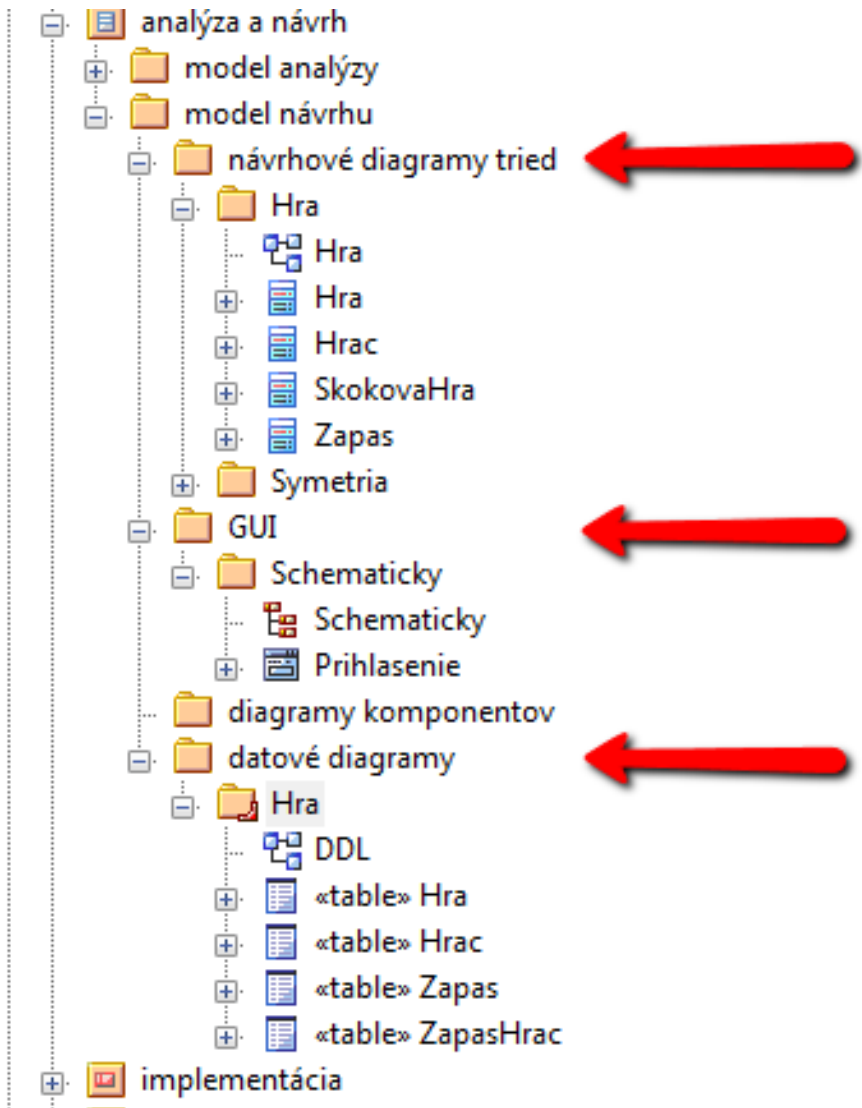 analýza a návrh
model analýzy
model návrhu
návrhové diagramy tried
Hra
Hra
Hra
Hrac
SkokovaHra
Zapas
Symetria
GUI
Schematicky
Schematicky
Prihlasenie
diagramy komponentov
datové diagramy
Hra
DDL
«table» Hra
«table» Hrac
«table» Zapas
«table» ZapasHrac
implementácia